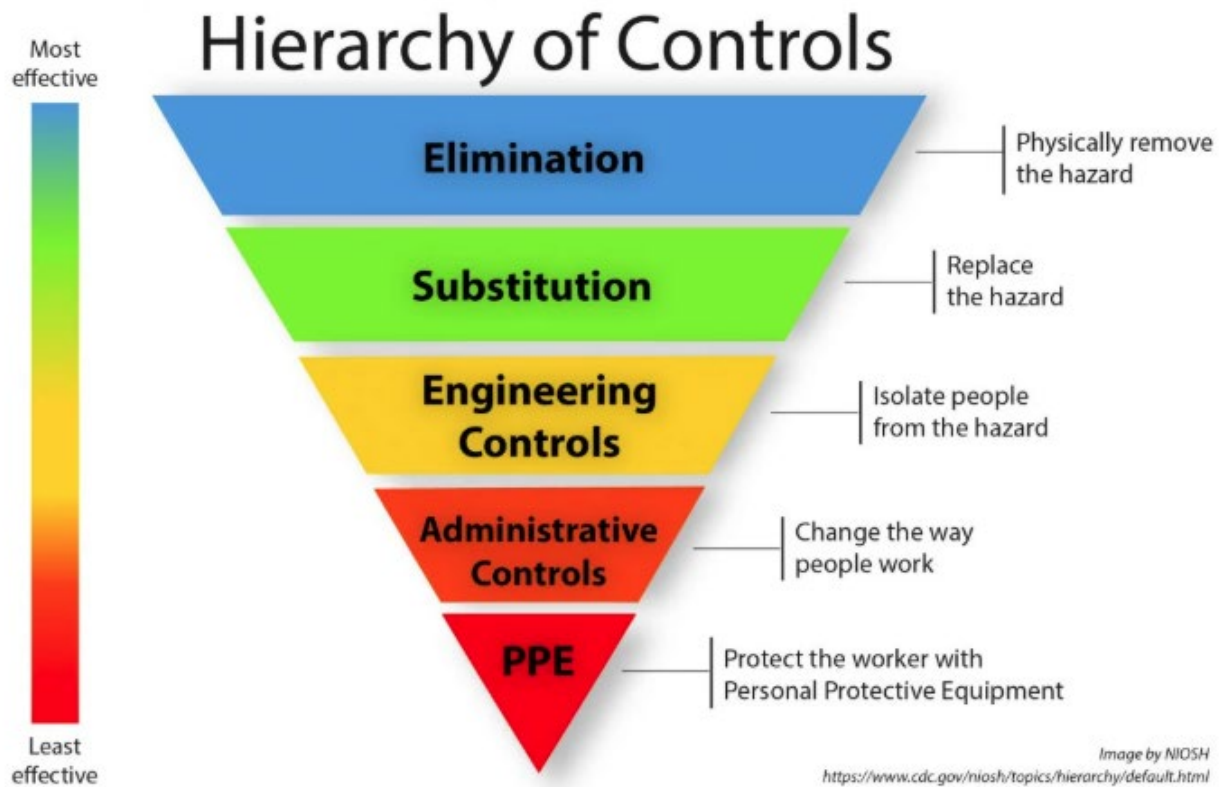 Hierarchy of Controls
Most
effective
Elimination
Physically remove
the hazard
Substitution
Replace
the hazard
Engineering
Controls
Isolate people
from the hazard
Administrative
Controls
Change the way
people work
PPE
Protect the worker with
Personal Protective Equipment
Least
effective
Image by NIOSH
https://www.cdc.gov/niosh/topics/hierarchy/default.html